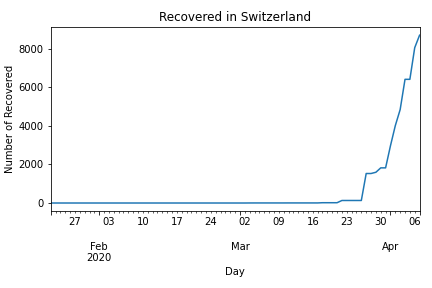 Recovered in Switzerland
Number of Recovered
8000
6000
4000
2000
0
27 03 10 17 24 02 09 16 23 30 06
Feb Mar Apr
2020
Day